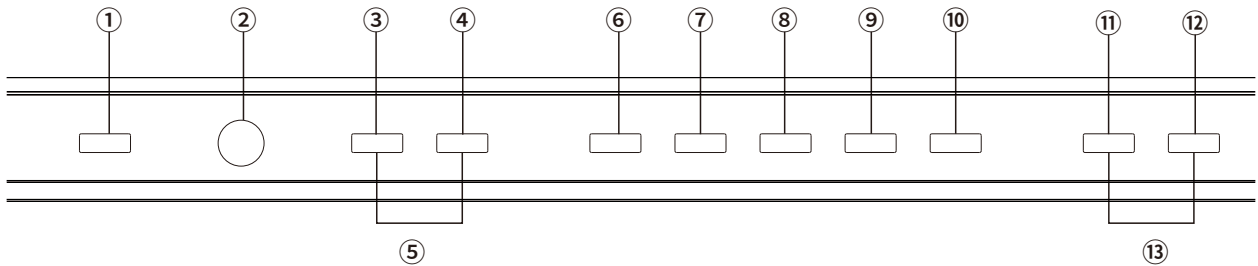 ① ② ③ ④ ⑥ ⑦ ⑧ ⑨ ⑩ ⑪ ⑫
⑤ ⑬